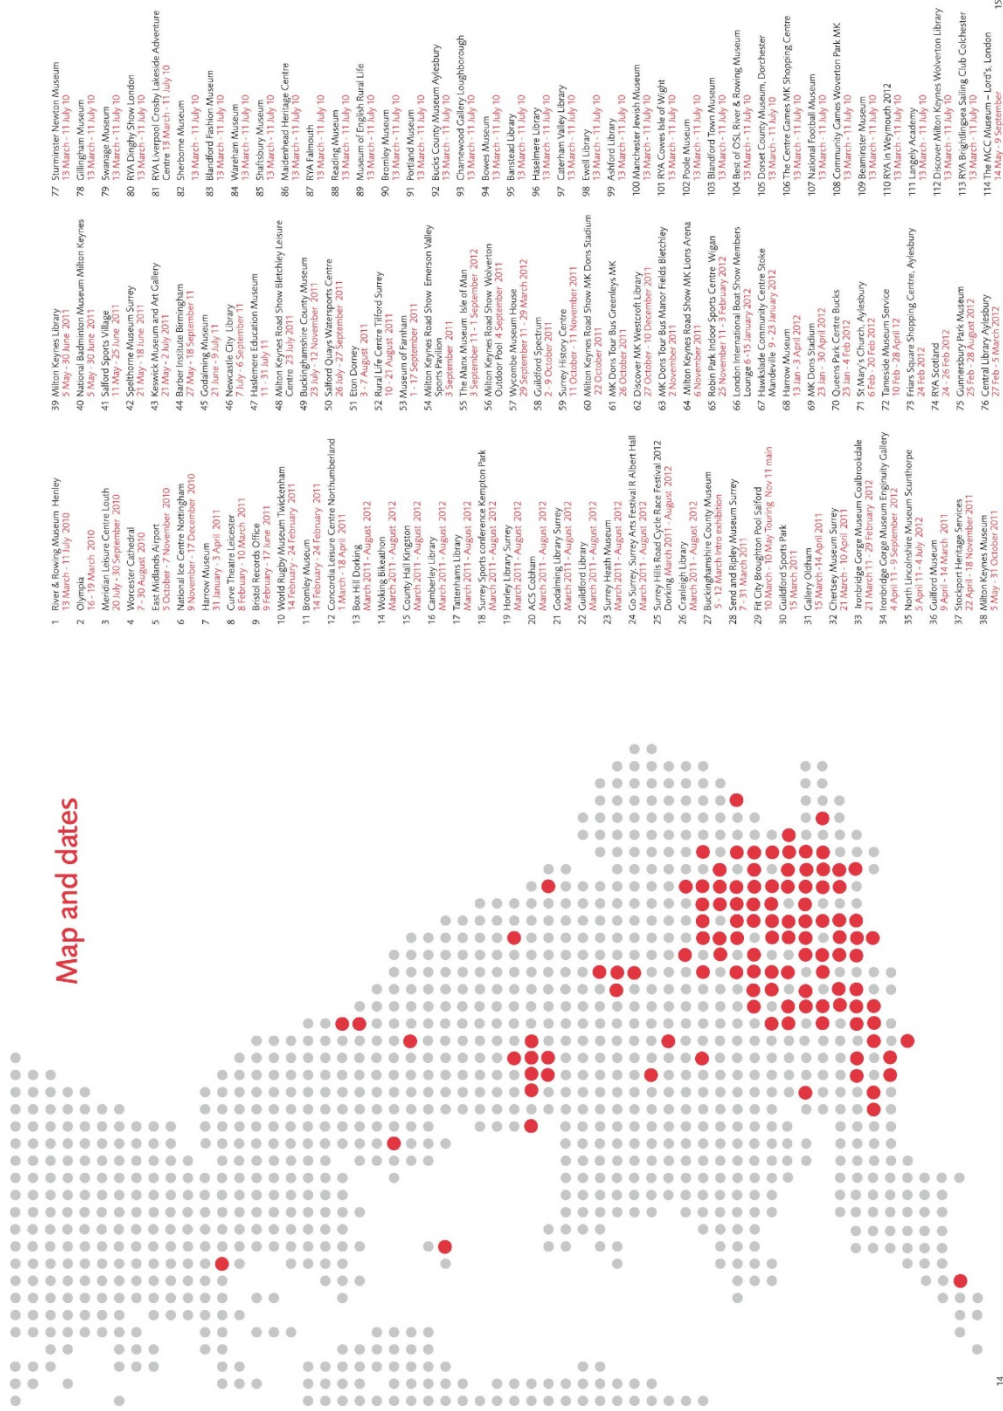 Map and dates
1 River & Rowing Museum Henley
13 March - 11 July 2010
2 Olympia
16 - 19 March 2010
3 Meridian Leisure Centre Louth
20 July - 10 September 2010
4 Worcester Cathedral
7 - 30 August 2010
5 East Midlands Airport
October - 7 November 2010
6 National Ice Centre Nottingham
9 November - 17 December 2010
7 Harrow Museum
31 January - 3 April 2011
8 Curve Theatre Leicester
8 February - 10 March 2011
9 Bristol Records Office
9 February - 17 June 2011
10 World Rugby Museum Twickenham
14 February - 24 February 2011
11 Bromley Museum
14 February - 24 February 2011
12 Concordia Leisure Centre Northumberland
1 March - 18 April 2011
13 Box Hill Dorking
March 2011 - August 2012
14 Woking Bikeathon
March 2011 - August 2012
15 County Hall Kingston
March 2011 - August 2012
16 Camberley Library
March 2011 - August 2012
17 Tattenhams Library
March 2011 - August 2012
18 Surrey Sports conference Kempton Park
March 2011 - August 2012
19 Horley Library Surrey
March 2011 - August 2012
20 ACS Cobham
March 2011 - August 2012
21 Godalming Library Surrey
March 2011 - August 2012
22 Guildford Library
March 2011 - August 2012
23 Surrey Heath Museum
March 2011 - August 2012
24 Go Surrey, Surrey Arts Festival R Albert Hall
March 2011 - August 2012
25 Surrey Hills Road Cycle Race Festival 2012
Dorking March 2011 - August 2012
26 Cranleigh Library
March 2011 - August 2012
27 Buckinghamshire County Museum
5 - 12 March Intro exhibition
28 Send and Ripley Museum Surrey
7 - 31 March 2011
29 Fit City Broughton Pool Salford
10 March - 10 May Touring Nov 11 main
30 Guildford Sports Park
15 March 2011
31 Gallery Oldham
15 March -14 April 2011
32 Chertsey Museum Surrey
21 March - 10 April 2011
33 Ironbridge Gorge Museum Coalbrookdale
21 March 11 - 29 February 2012
34 Ironbridge Gorge Museum Enginuity Gallery
4 April 11 - 9 September 12
35 North Lincolnshire Museum Scunthorpe
5 April 11 - 4 July 2012
36 Guilford Museum
9 April - 14 March 2011
37 Stockport Heritage Services
22 April - 18 November 2011
38 Milton Keynes Museum
5 May - 31 October 2011
39 Milton Keynes Library
5 May - 30 June 2011
40 National Badminton Museum Milton Keynes
5 May - 30 June 2011
41 Salford Sports Village
11 May - 25 June 2011
42 Spelthorne Museum Surrey
21 May - 18 June 2011
43 Kendal Museum and Art Gallery
21 May - 2 July 2011
44 Barber Institute Birmingham
27 May - 18 September 11
45 Godalming Museum
21 June - 9 July 11
46 Newcastle City Library
7 July - 6 September 11
47 Haslemere Education Museum
11 - 31 July 11
48 Milton Keynes Road Show Bletchley Leisure
Centre 23 July 2011
49 Buckinghamshire County Museum
23 July - 12 November 2011
50 Salford Quays Watersports Centre
26 July - 27 September 2011
51 Eton Dorney
3 - 7 August 2011
52 Rural Life Centre Tilford Surrey
10 - 21 August 2011
53 Museum of Farnham
1 - 17 September 2011
54 Milton Keynes Road Show Emerson Valley
Sports Pavilion
3 September 2011
55 The Manx Museum Isle of Man
3 September 11 -1 September 2012
56 Milton Keynes Road Show Wolverton
Outdoor Pool 4 September 2011
57 Wycombe Museum House
29 September 11 - 29 March 2012
58 Guildford Spectrum
2 - 9 October 2011
59 Surrey History Centre
11 October - 11 November 2011
60 Milton Keynes Road Show MK Dons Stadium
22 October 2011
61 MK Dons Tour Bus Greenleys MK
26 October 2011
62 Discover MK Westcroft Library
27 October - 10 December 2011
63 MK Dons Tour Bus Manor Fields Bletchley
2 November 2011
64 Milton Keynes Road Show MK Lions Arena
6 November 2011
65 Robin Park Indoor Sports Centre Wigan
25 November 11 - 3 February 2012
66 London International Boat Show Members
Lounge 6 -15 January 2012
67 Hawkslade Community Centre Stoke
Mandeville 9 - 23 January 2012
68 Harrow Museum
13 Jan - 3 April 2012
69 MK Dons Stadium
23 Jan - 30 April 2012
70 Queens Park Centre Bucks
23 Jan - 4 Feb 2012
71 St Mary's Church, Aylesbury
6 Feb - 20 Feb 2012
72 Tameside Museum Service
10 Feb - 28 April 12
73 Friars Square Shopping Centre, Aylesbury
24 Feb 2012
74 RYA Scotland
24 - 26 Feb 2012
75 Gunnersbury Park Museum
25 Feb - 28 August 2012
76 Central Library Aylesbury
27 Feb - 5 March 2012
77 Sturminster Newton Museum
13 March - 11 July 10
78 Gillingham Museum
13 March - 11 July 10
79 Swanage Museum
13 March - 11 July 10
80 RYA Dinghy Show London
13 March - 11 July 10
81 RYA Midlands Crosby Lakeside Adventure
Centre 13 March - 11 July 10
82 Sherborne Museum
13 March - 11 July 10
83 Blandford Fashion Museum
13 March - 11 July 10
84 Wareham Museum
13 March - 11 July 10
85 Shaftsbury Museum
13 March - 11 July 10
86 Maidenhead Heritage Centre
13 March - 11 July 10
87 RYA Falmouth
13 March - 11 July 10
88 Reading Museum
13 March - 11 July 10
89 Museum of English Rural Life
13 March - 11 July 10
90 Bromley Museum
13 March - 11 July 10
91 Portland Museum
13 March - 11 July 10
92 Bucks County Museum Aylesbury
13 March - 11 July 10
93 Charnewood Gallery Loughborough
13 March - 11 July 10
94 Bowes Museum
13 March - 11 July 10
95 Banstead Library
13 March - 11 July 10
96 Haselmere Library
13 March - 11 July 10
97 Cateham Valley Library
13 March - 11 July 10
98 Ewell Library
13 March - 11 July 10
99 Ashford Library
13 March - 11 July 10
100 Manchester Jewish Museum
13 March - 11 July 10
101 RYA Cowes Isle of Wight
13 March - 11 July 10
102 Poole Museum
13 March - 11 July 10
103 Blandford Town Museum
13 March - 11 July 10
104 Best of OSL River & Rowing Museum
13 March - 11 July 10
105 Dorset County Museum, Dorchester
13 March - 11 July 10
106 The Centre Games MK Shopping Centre
13 March - 11 July 10
107 National Football Museum
13 March - 11 July 10
108 Community Games Woverton Park MK
13 March - 11 July 10
109 Beaminster Museum
13 March - 11 July 10
110 RYA in Weymouth 2012
13 March - 11 July 10
111 Langely Academy
13 March - 11 July 10
112 Discover Milton Keynes Wolverton Library
13 March - 11 July 10
113 RYA Brightlingsea Sailing Club Colchester
13 March - 11 July 10
114 The MCC Museum – Lord's, London
14 May - 9 September
14
15